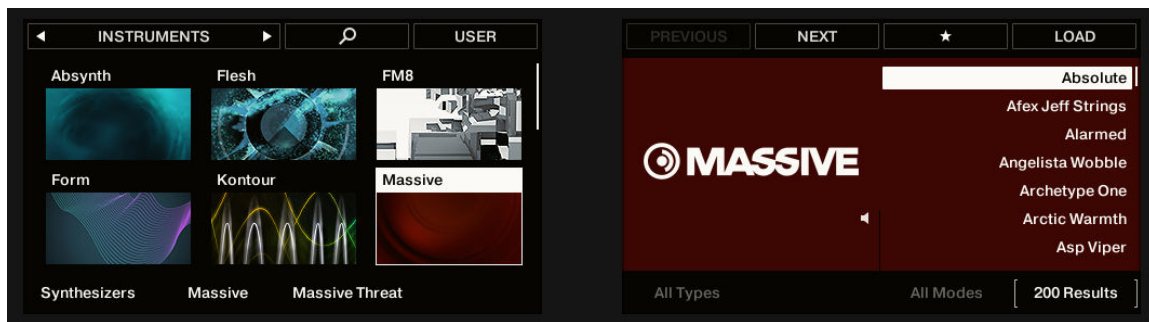 INSTRUMENTS USER
Absynth Flesh FM8
Form Kontour Massive
Synthesizers Massive Massive Threat
PREVIOUS NEXT ★ LOAD
MASSIVE
Absolute
Afex Jeff Strings
Alarmed
Angelista Wobble
Archetype One
Arctic Warmth
Asp Viper
All Types All Modes 200 Results